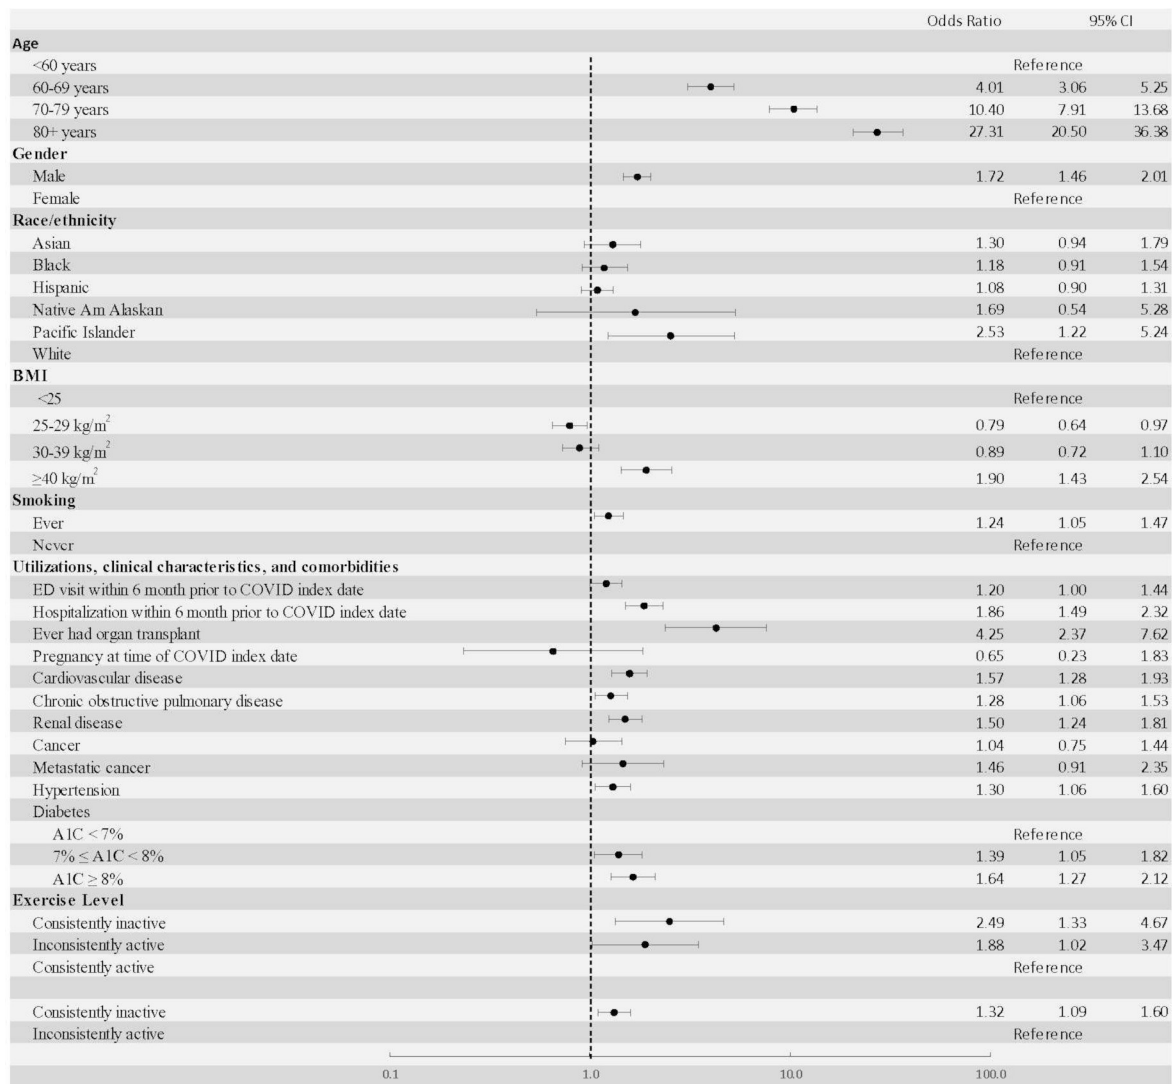 Odds Ratio 95% CI
Age
<60 years Reference
60-69 years 4.01 3.06 5.25
70-79 years 10.40 7.91 13.68
80+ years 27.31 20.50 36.38
Gender
Male 1.72 1.46 2.01
Female Reference
Race/ethnicity
Asian 1.30 0.94 1.79
Black 1.18 0.91 1.54
Hispanic 1.08 0.90 1.31
Native Am Alaskan 1.69 0.54 5.28
Pacific Islander 2.53 1.22 5.24
White Reference
BMI
<25 Reference
25-29 kg/m² 0.79 0.64 0.97
30-39 kg/m² 0.89 0.72 1.10
≥40 kg/m² 1.90 1.43 2.54
Smoking
Ever 1.24 1.05 1.47
Never Reference
Utilizations, clinical characteristics, and comorbidities
ED visit within 6 month prior to COVID index date 1.20 1.00 1.44
Hospitalization within 6 month prior to COVID index date 1.86 1.49 2.32
Ever had organ transplant 4.25 2.37 7.62
Pregnancy at time of COVID index date 0.65 0.23 1.83
Cardiovascular disease 1.57 1.28 1.93
Chronic obstructive pulmonary disease 1.28 1.06 1.53
Renal disease 1.50 1.24 1.81
Cancer 1.04 0.75 1.44
Metastatic cancer 1.46 0.91 2.35
Hypertension 1.30 1.06 1.60
Diabetes
A1C < 7% Reference
7% ≤ A1C < 8% 1.39 1.05 1.82
A1C ≥ 8% 1.64 1.27 2.12
Exercise Level
Consistently inactive 2.49 1.33 4.67
Inconsistently active 1.88 1.02 3.47
Consistently active Reference
Consistently inactive 1.32 1.09 1.60
Inconsistently active Reference
0.1 1.0 10.0 100.0